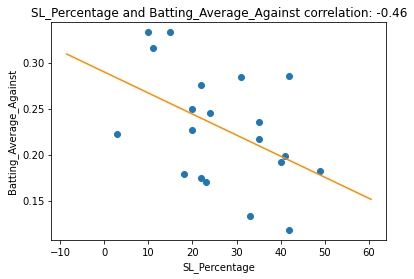 SL_Percentage and Batting_Average_Against correlation: -0.46
Batting_Average_Against
0.30
0.25
0.20
0.15
−10 0 10 20 30 40 50 60
SL_Percentage